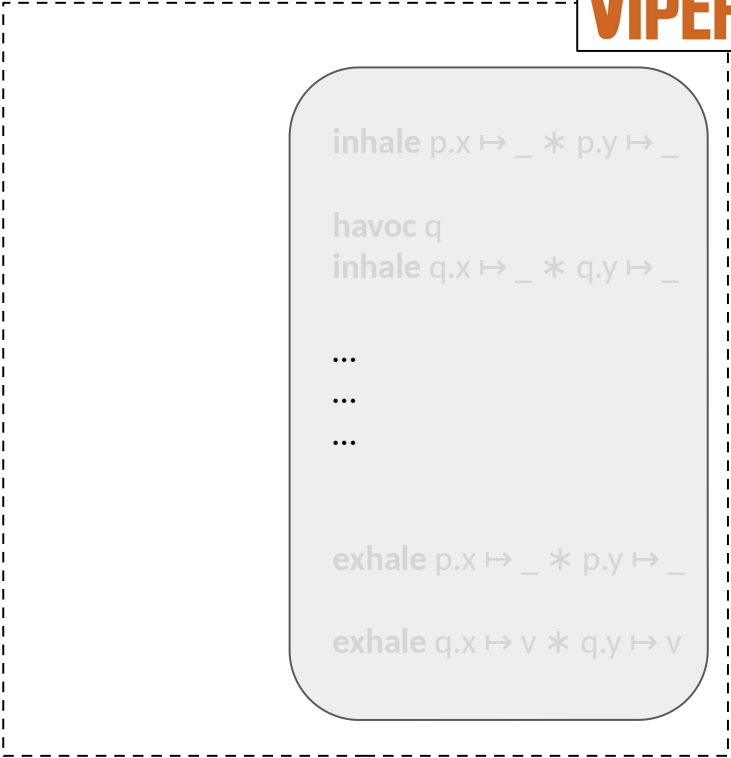 VIPER
inhale p.x ↦ _ ∗ p.y ↦ _
havoc q
inhale q.x ↦ _ ∗ q.y ↦ _
...
...
...
exhale p.x ↦ _ ∗ p.y ↦ _
exhale q.x ↦ v ∗ q.y ↦ v